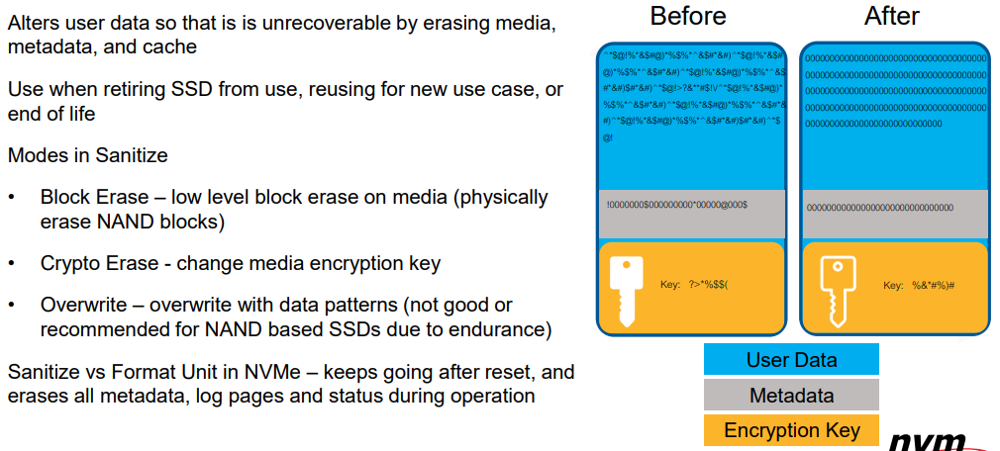 Alters user data so that is is unrecoverable by erasing media,
metadata, and cache
Use when retiring SSD from use, reusing for new use case, or
end of life
Modes in Sanitize
• Block Erase – low level block erase on media (physically
erase NAND blocks)
• Crypto Erase - change media encryption key
• Overwrite – overwrite with data patterns (not good or
recommended for NAND based SSDs due to endurance)
Sanitize vs Format Unit in NVMe – keeps going after reset, and
erases all metadata, log pages and status during operation
Before
!0000000$000000000*00000@000$
Key: ?>*%$$(
After
Key: %&*#%)#
User Data
Metadata
Encryption Key
nvm